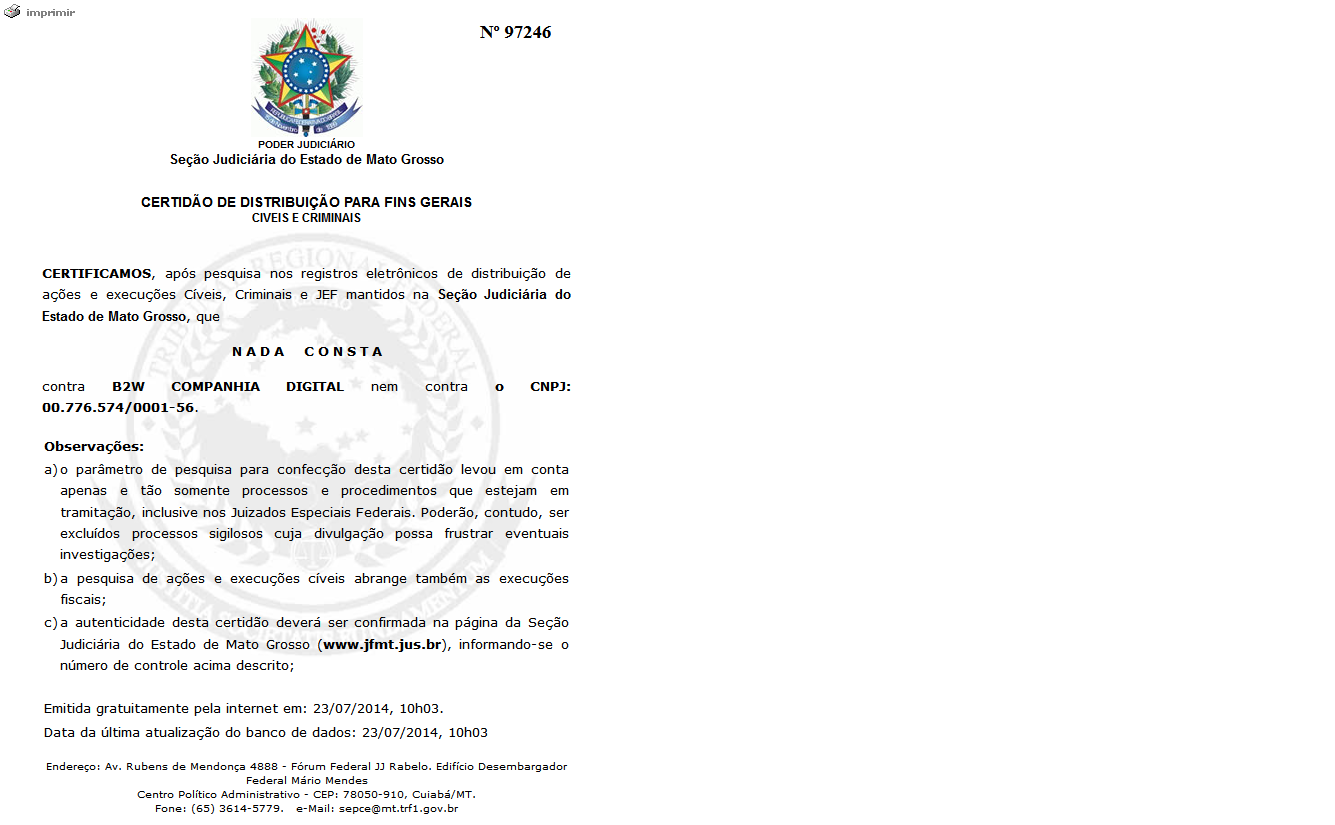 imprimir
Nº 97246
PODER JUDICIÁRIO
Seção Judiciária do Estado de Mato Grosso
CERTIDÃO DE DISTRIBUIÇÃO PARA FINS GERAIS
CIVEIS E CRIMINAIS
TRIBUNAL REGIONAL FEDERAL
CERTIFICAMOS, após pesquisa nos registros eletrônicos de distribuição de
ações e execuções Cíveis, Criminais e JEF mantidos na Seção Judiciária do
Estado de Mato Grosso, que
NADA CONSTA
contra B2W COMPANHIA DIGITAL nem contra o CNPJ:
00.776.574/0001-56.
Observações:
a) o parâmetro de pesquisa para confecção desta certidão levou em conta
apenas e tão somente processos e procedimentos que estejam em
tramitação, inclusive nos Juizados Especiais Federais. Poderão, contudo, ser
excluídos processos sigilosos cuja divulgação possa frustrar eventuais
investigações;
b) a pesquisa de ações e execuções cíveis abrange também as execuções
fiscais;
c) a autenticidade desta certidão deverá ser confirmada na página da Seção
Judiciária do Estado de Mato Grosso (www.jfmt.jus.br), informando-se o
número de controle acima descrito;
Emitida gratuitamente pela internet em: 23/07/2014, 10h03.
Data da última atualização do banco de dados: 23/07/2014, 10h03
Endereço: Av. Rubens de Mendonça 4888 - Fórum Federal JJ Rabelo. Edifício Desembargador
Federal Mário Mendes
Centro Político Administrativo - CEP: 78050-910, Cuiabá/MT.
Fone: (65) 3614-5779. e-Mail: sepce@mt.trf1.gov.br